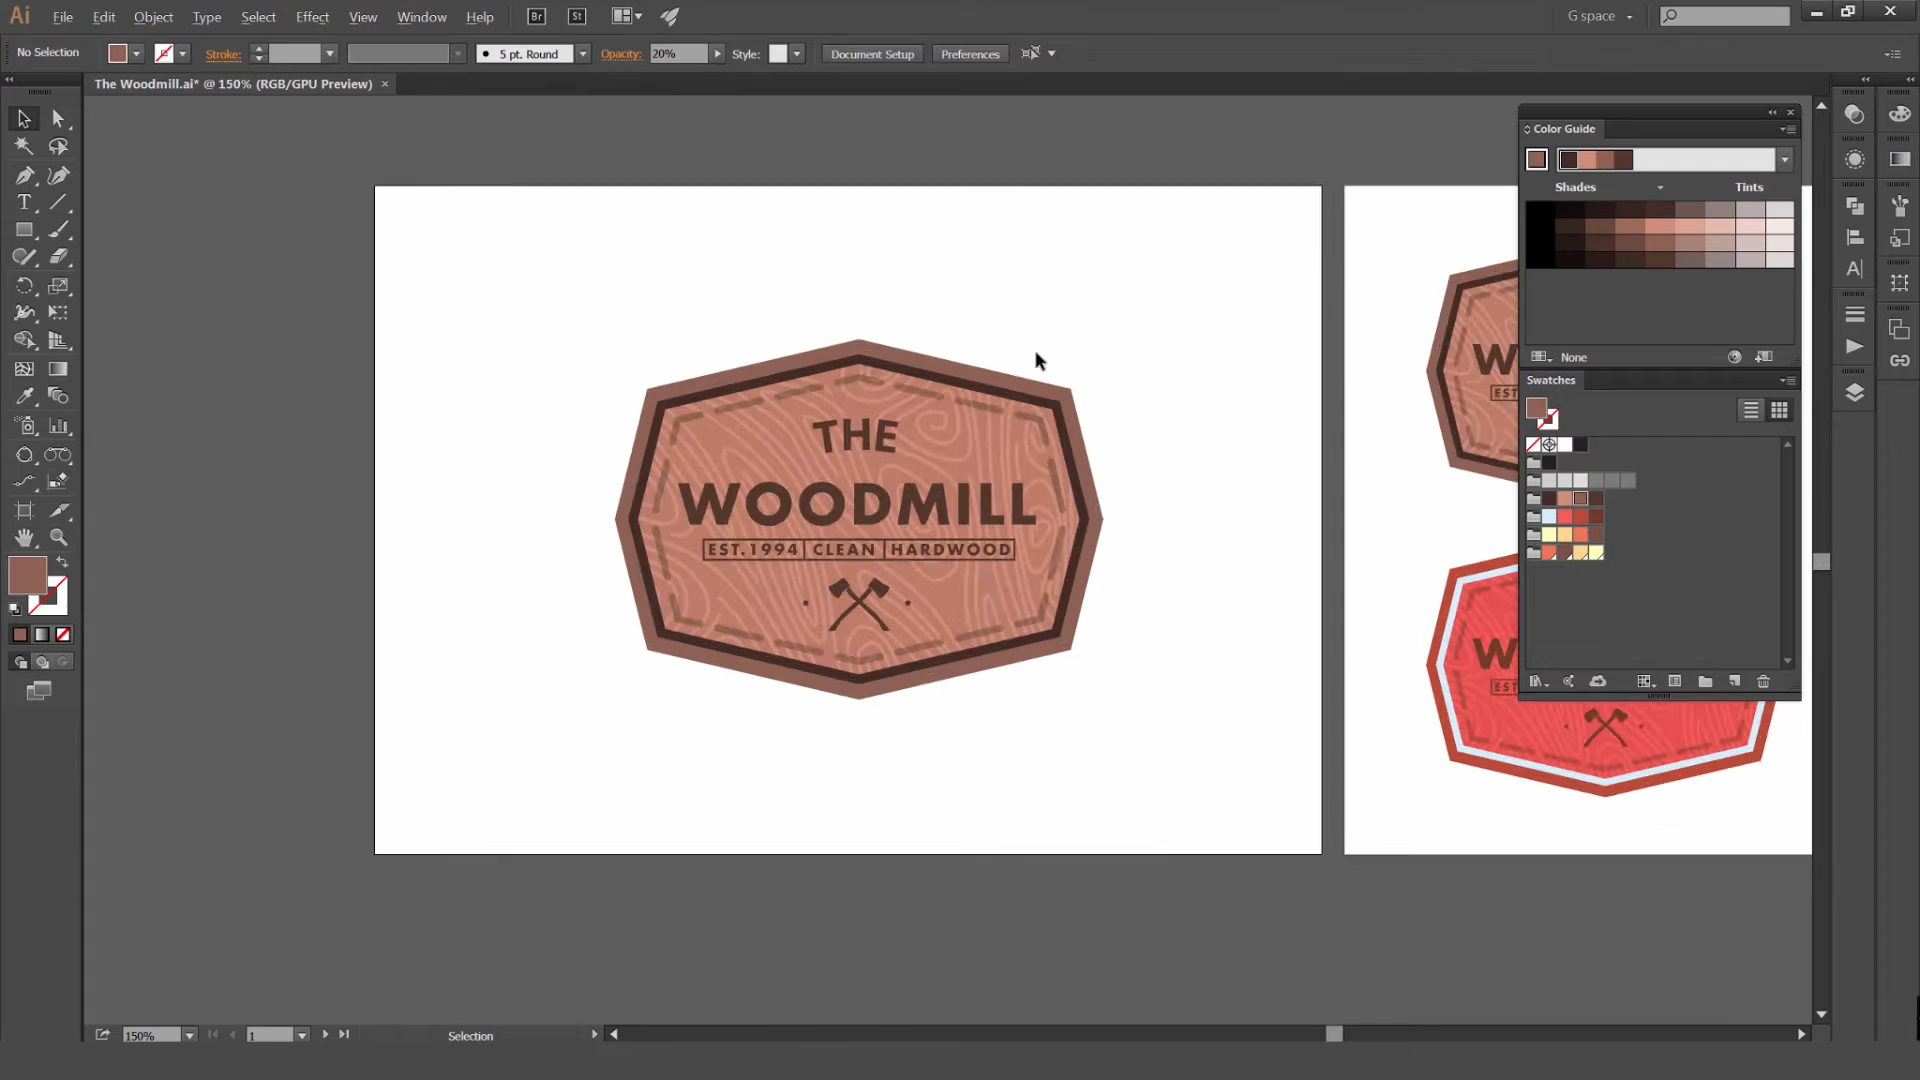 Ai File Edit Object Type Select Effect View Window Help Br St G space
No Selection Stroke: 5 pt. Round Opacity: 20% Style: Document Setup Preferences
The Woodmill.ai* @ 150% (RGB/GPU Preview) ×
Color Guide
Shades Tints
None
Swatches
THE
WOODMILL
EST.1994 CLEAN HARDWOOD
W
EST
W
EST
150% 1 Selection